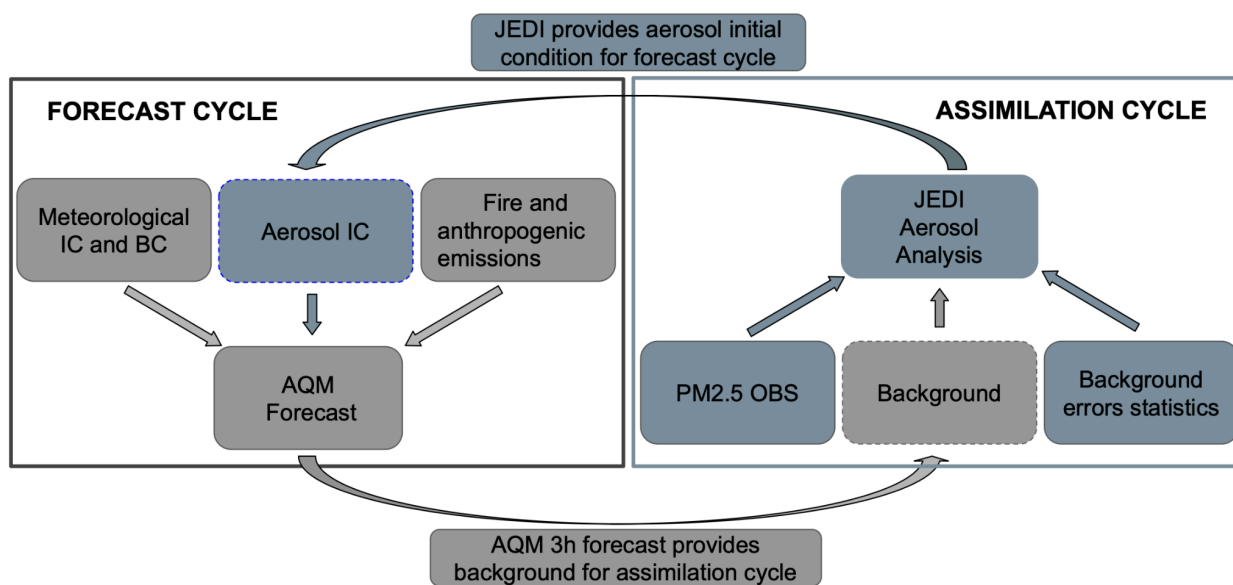 JEDI provides aerosol initial
condition for forecast cycle
FORECAST CYCLE
Meteorological
IC and BC
Aerosol IC
Fire and
anthropogenic
emissions
AQM
Forecast
ASSIMILATION CYCLE
JEDI
Aerosol
Analysis
PM2.5 OBS
Background
Background
errors statistics
AQM 3h forecast provides
background for assimilation cycle